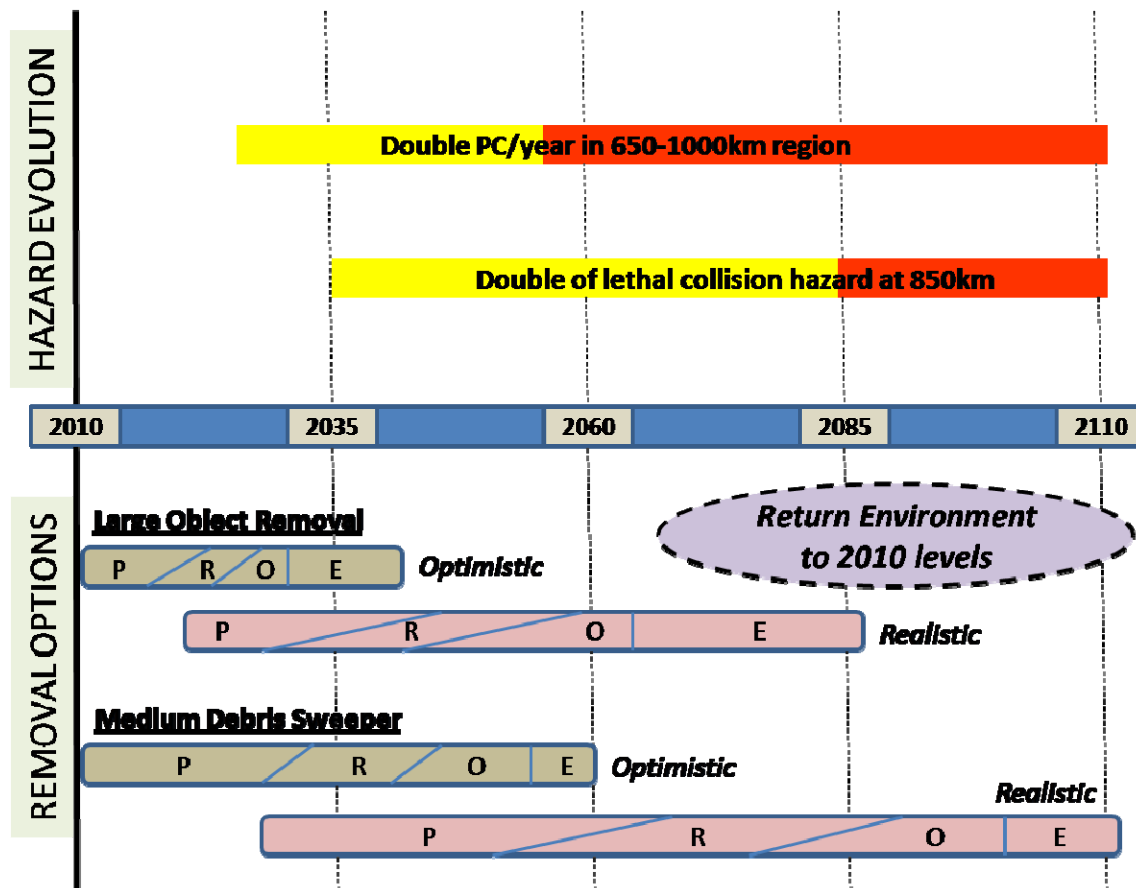 HAZARD EVOLUTION
Double PC/year in 650-1000km region
Double of lethal collision hazard at 850km
2010 2035 2060 2085 2110
REMOVAL OPTIONS
Large Object Removal
P R O E Optimistic
Return Environment
to 2010 levels
P R O E Realistic
Medium Debris Sweeper
P R O E Optimistic
Realistic
P R O E